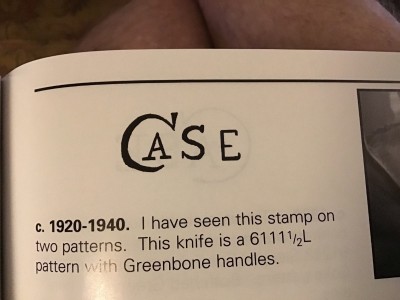 CASE
c. 1920-1940. I have seen this stamp on
two patterns. This knife is a 61111/2L
pattern with Greenbone handles.